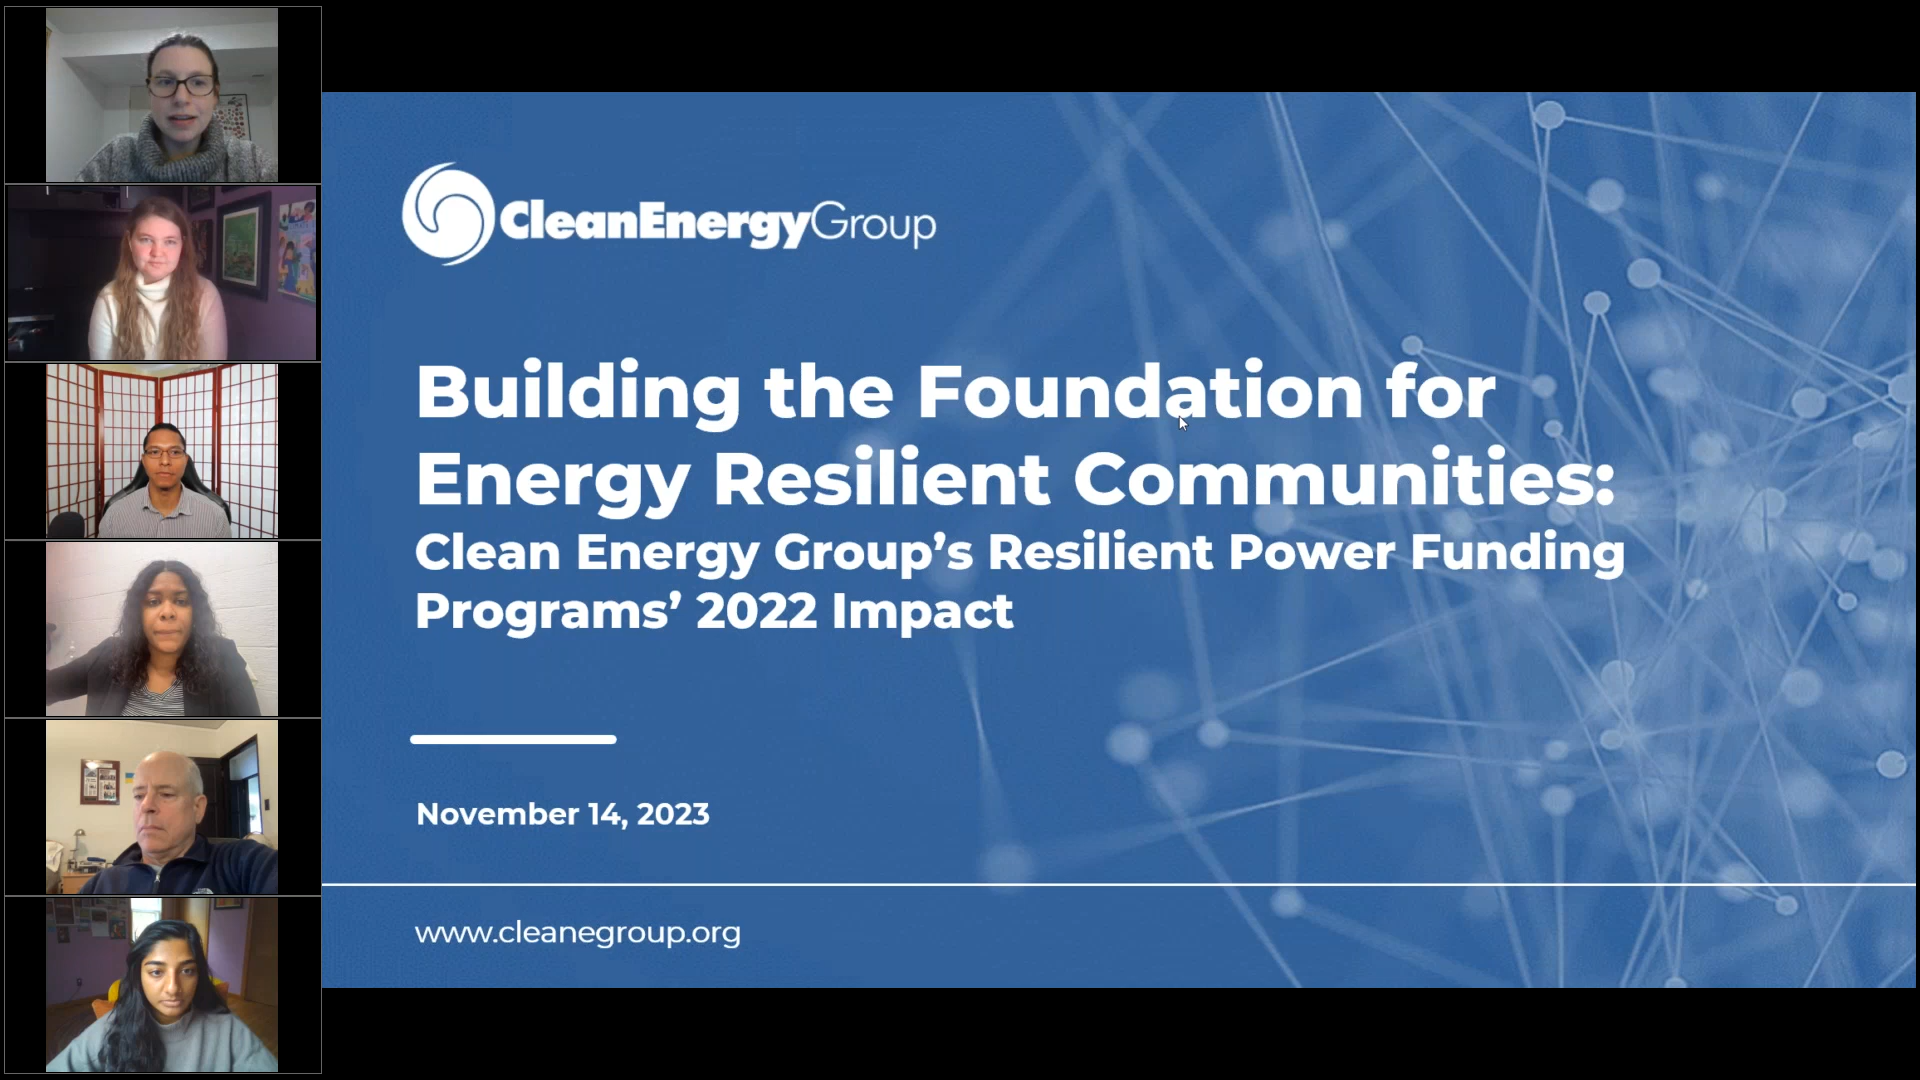 CleanEnergyGroup
Building the Foundation for
Energy Resilient Communities:
Clean Energy Group’s Resilient Power Funding
Programs’ 2022 Impact
November 14, 2023
www.cleanegroup.org